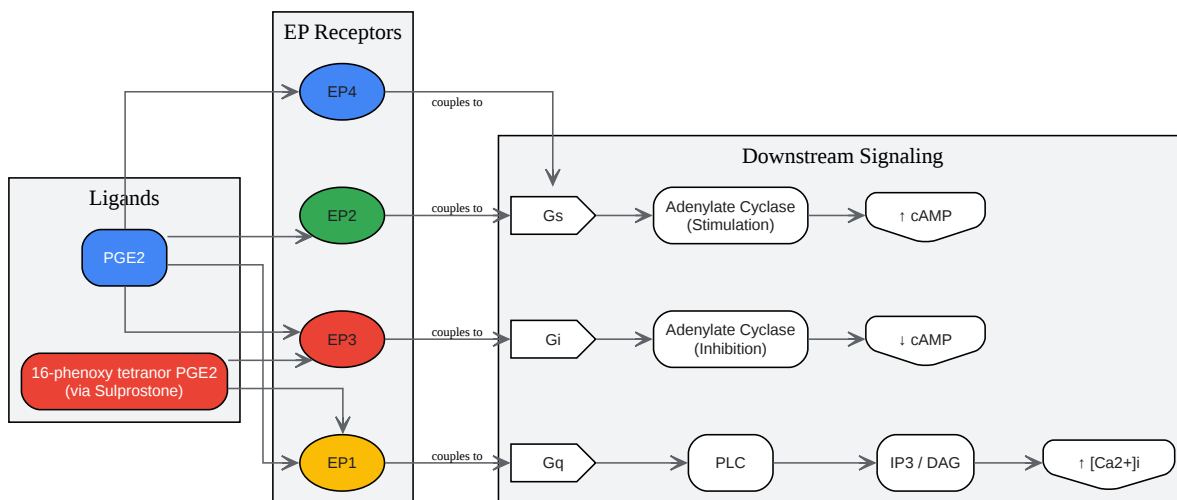 EP Receptors
EP4
couples to
Downstream Signaling
Ligands
EP2
couples to
Gs
Adenylate Cyclase
(Stimulation)
↑ cAMP
PGE2
EP3
couples to
Gi
Adenylate Cyclase
(Inhibition)
↓ cAMP
16-phenoxy tetranor PGE2
(via Sulprostone)
EP1
couples to
Gq
PLC
IP3 / DAG
↑ [Ca2+]i